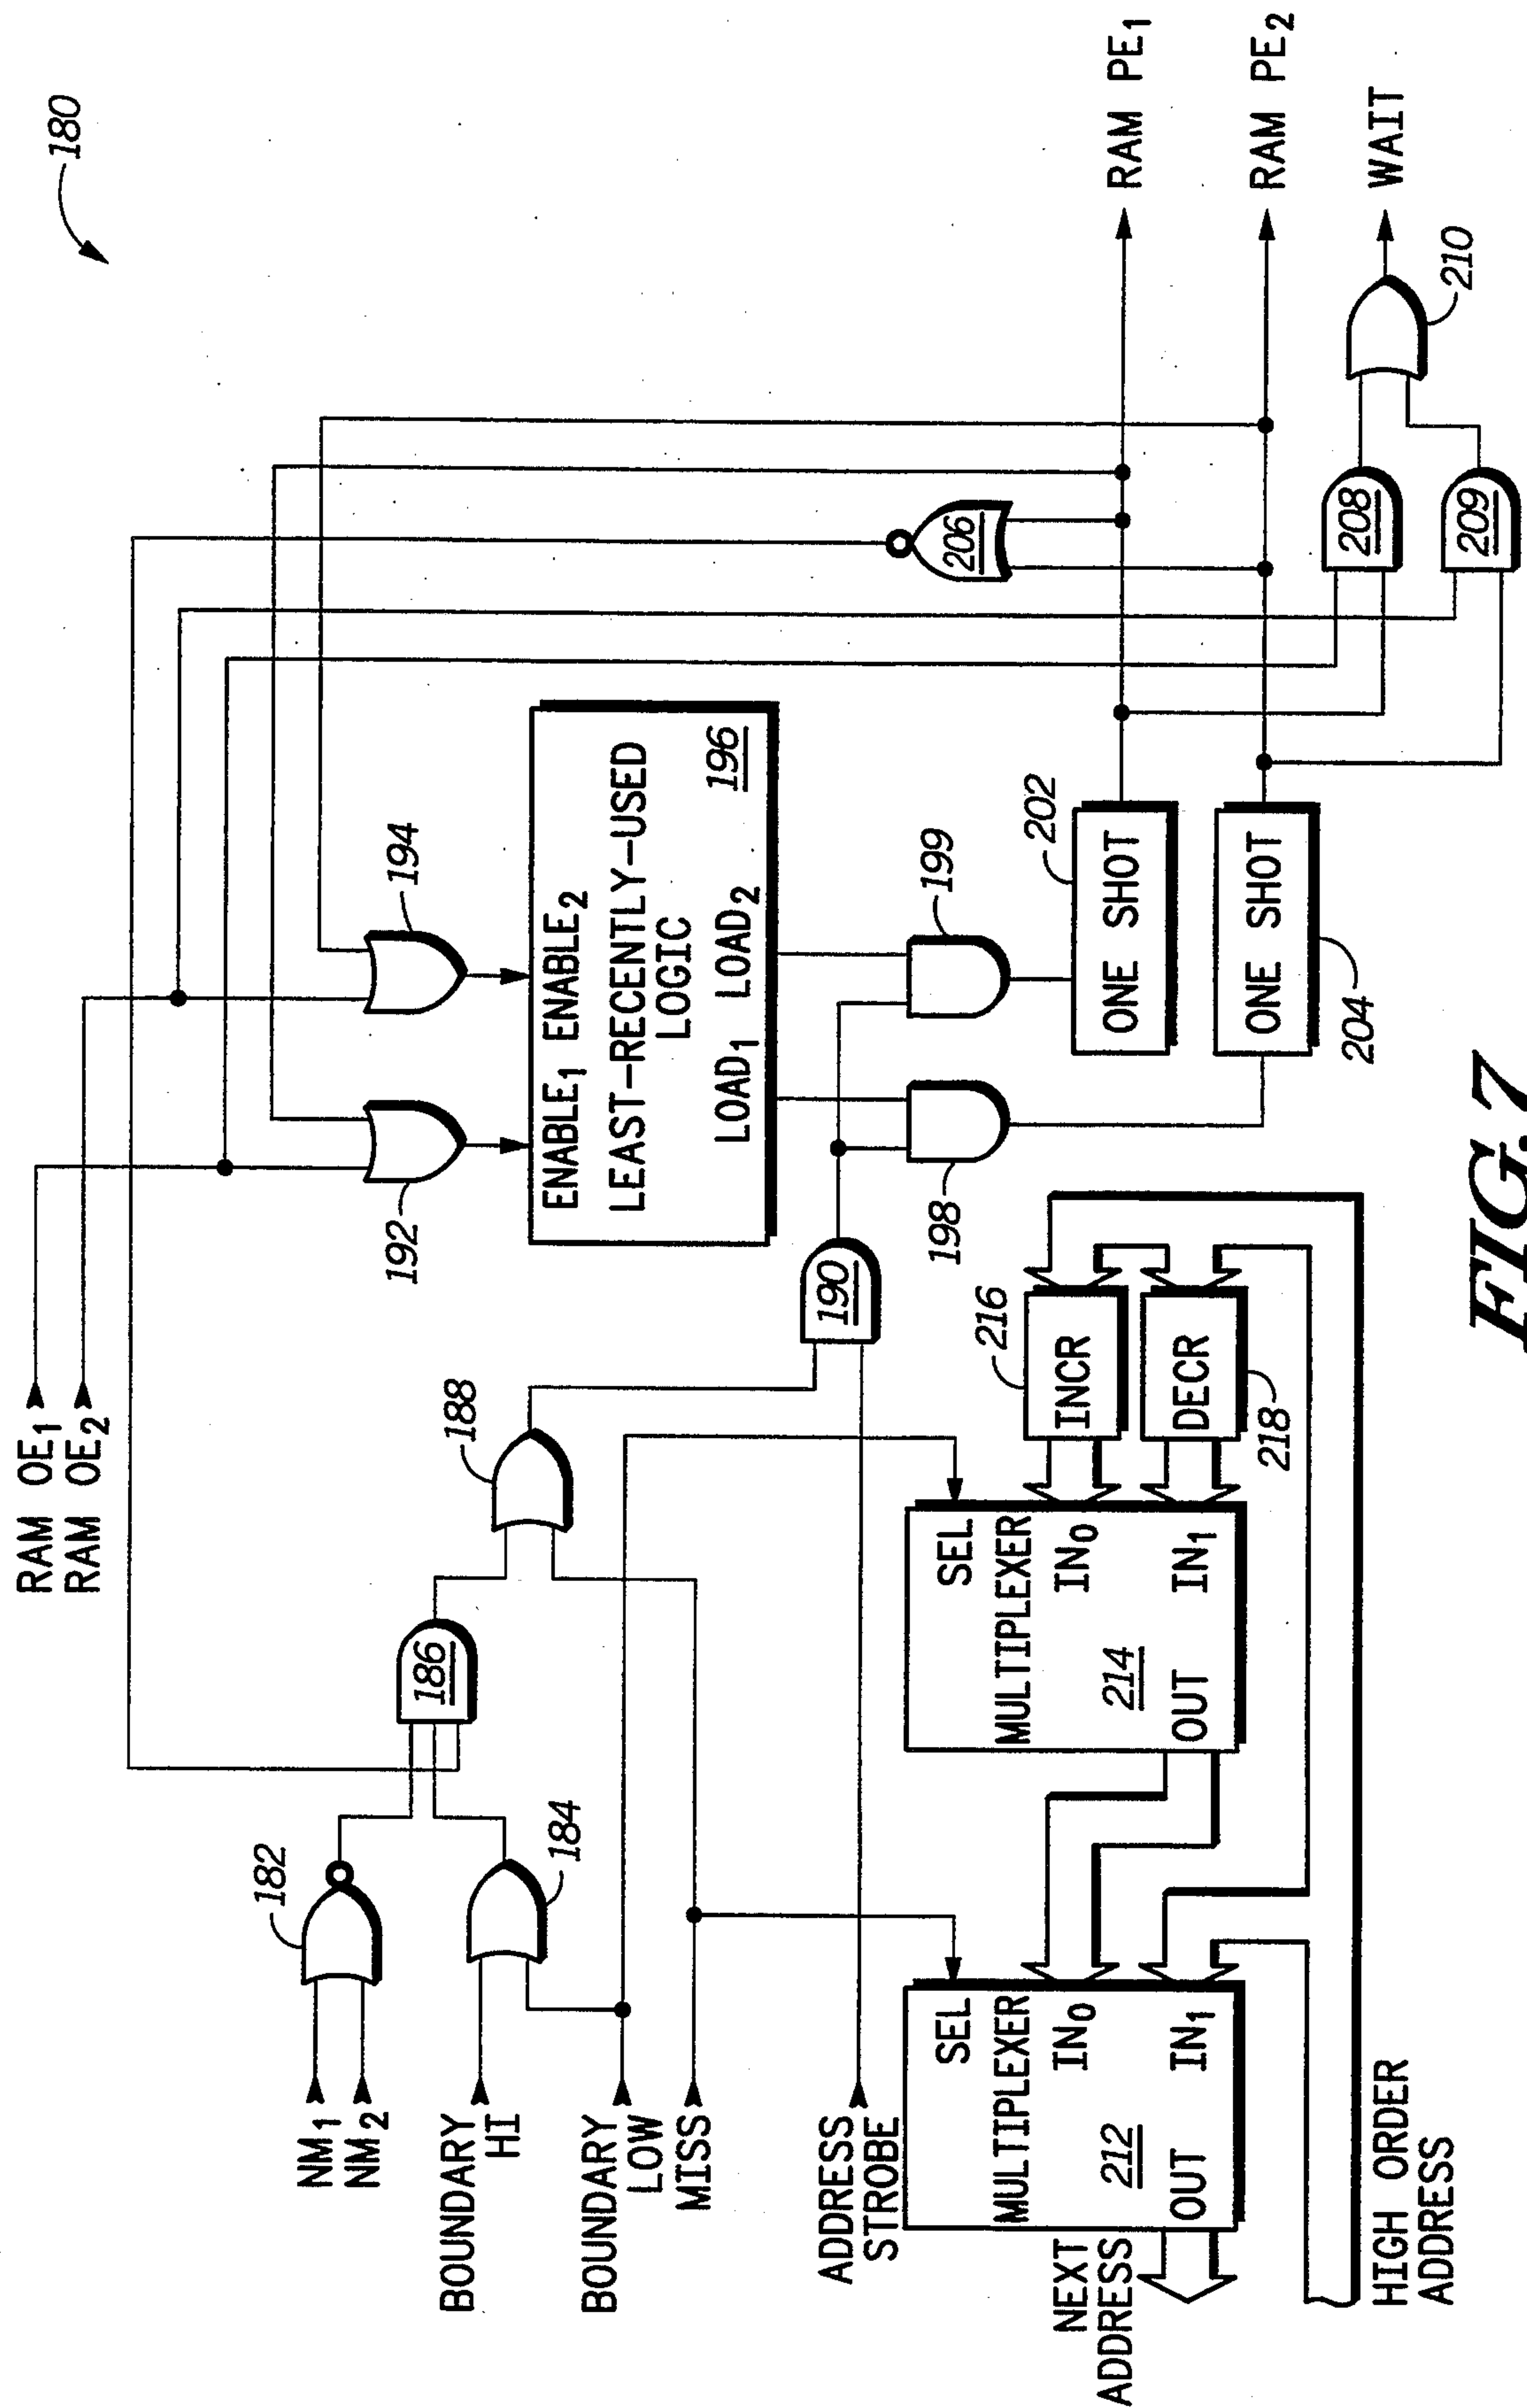 180
RAM OE1
RAM OE2
NM1
NM2
BOUNDARY
HI
BOUNDARY
LOW
MISS
ADDRESS
STROBE
182
184
186
188
190
192
194
ENABLE1 ENABLE2
LEAST-RECENTLY-USED
LOGIC
196
LOAD1 LOAD2
198
199
202
ONE SHOT
ONE SHOT
204
206
208
209
210
RAM PE1
RAM PE2
WAIT
SEL
MULTIPLEXER
IN0
212
OUT IN1
NEXT
ADDRESS
SEL
MULTIPLEXER
IN0
214
OUT IN1
216
INCR
DECR
218
HIGH ORDER
ADDRESS
FIG.7